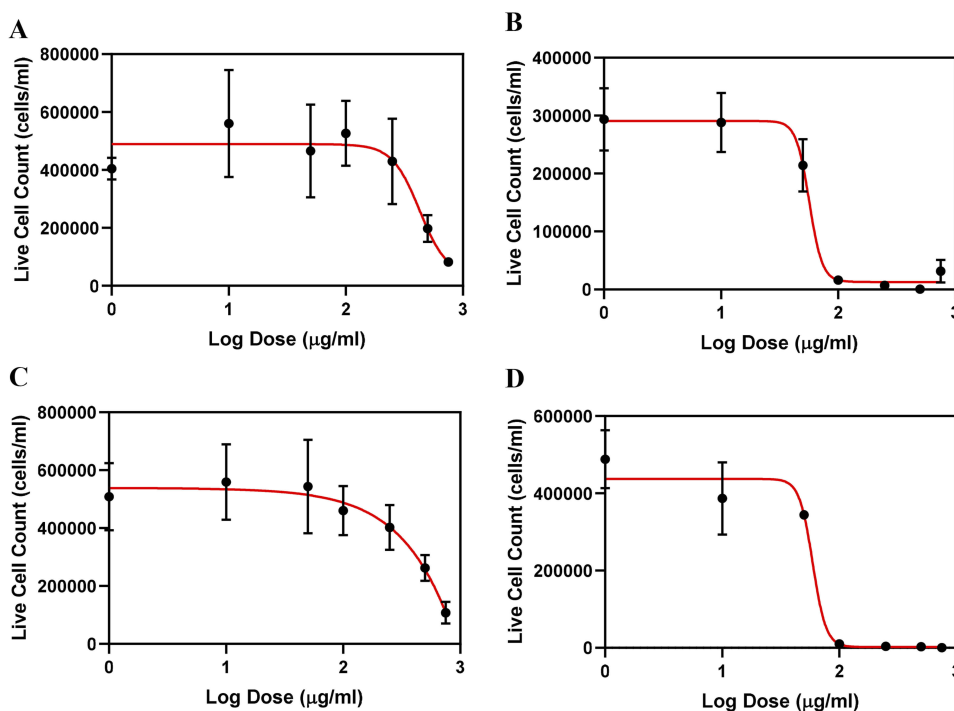 A
800000
600000
400000
200000
0
0 1 2 3
Log Dose (μg/ml)
Live Cell Count (cells/ml)
B
400000
300000
200000
100000
0
0 1 2 3
Log Dose (μg/ml)
Live Cell Count (cells/ml)
C
800000
600000
400000
200000
0
0 1 2 3
Log Dose (μg/ml)
Live Cell Count (cells/ml)
D
600000
400000
200000
0
0 1 2 3
Log Dose (μg/ml)
Live Cell Count (cells/ml)